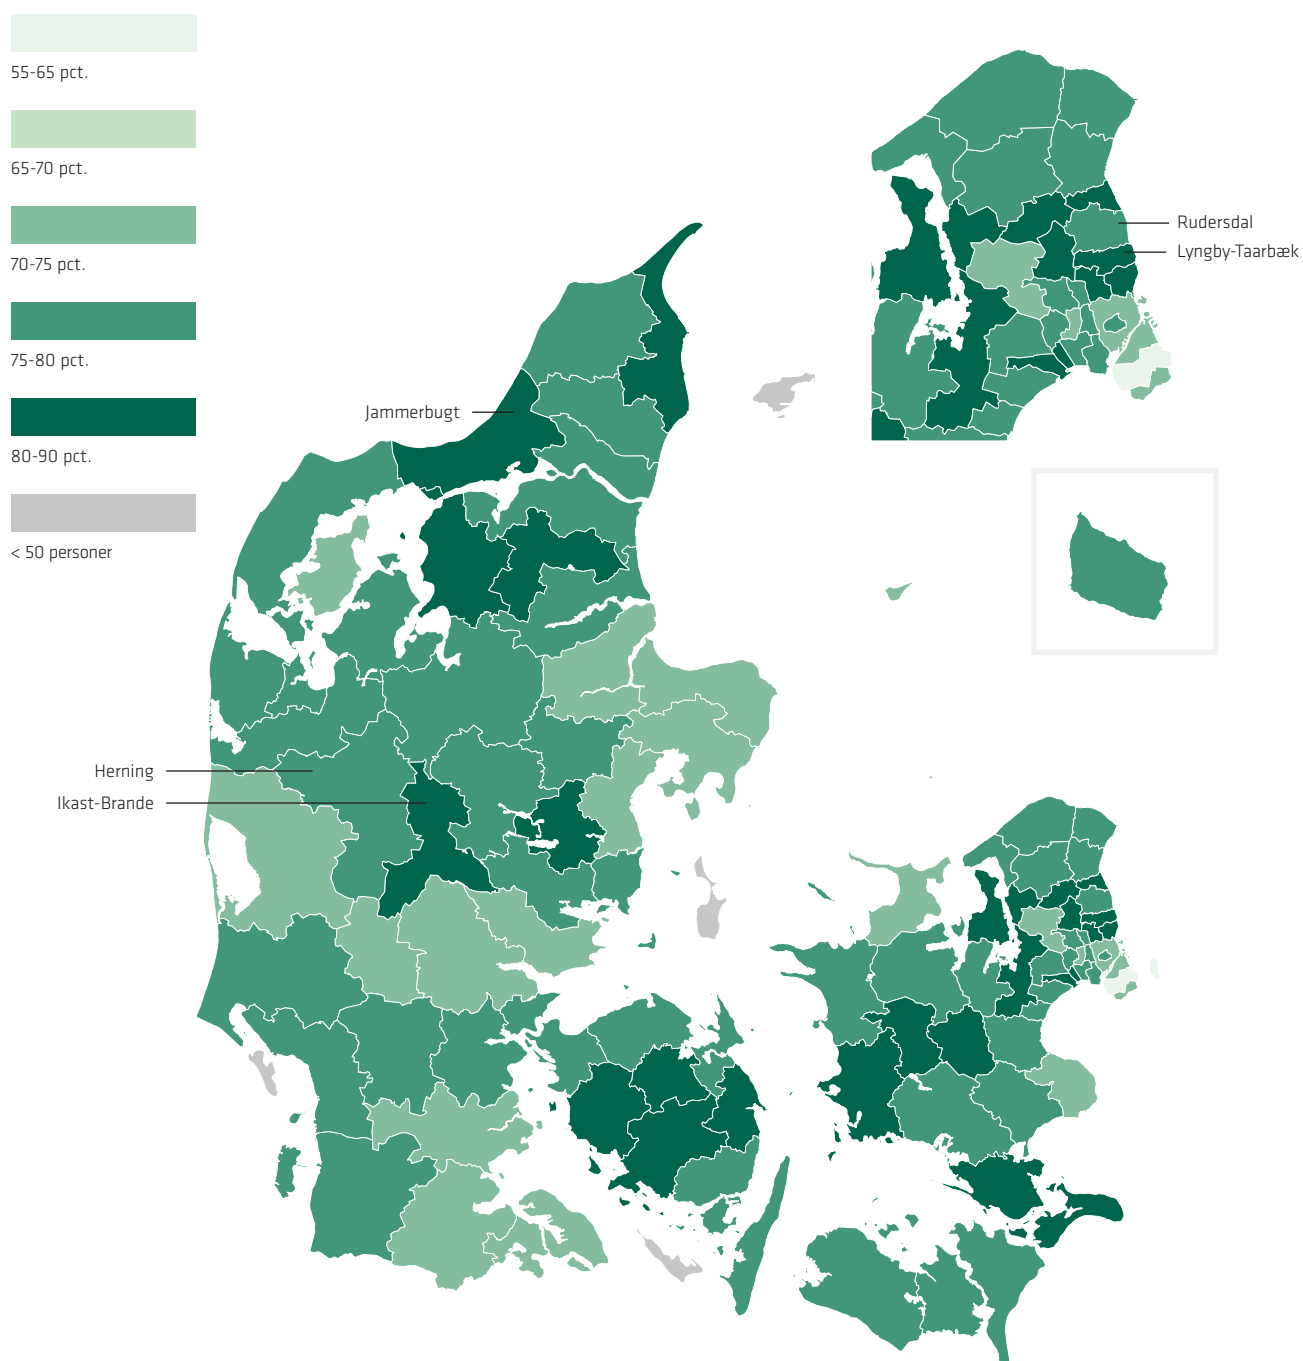 55-65 pct.
65-70 pct.
70-75 pct.
75-80 pct.
80-90 pct.
< 50 personer
Rudersdal
Lyngby-Taarbæk
Jammerbugt
Herning
Ikast-Brande